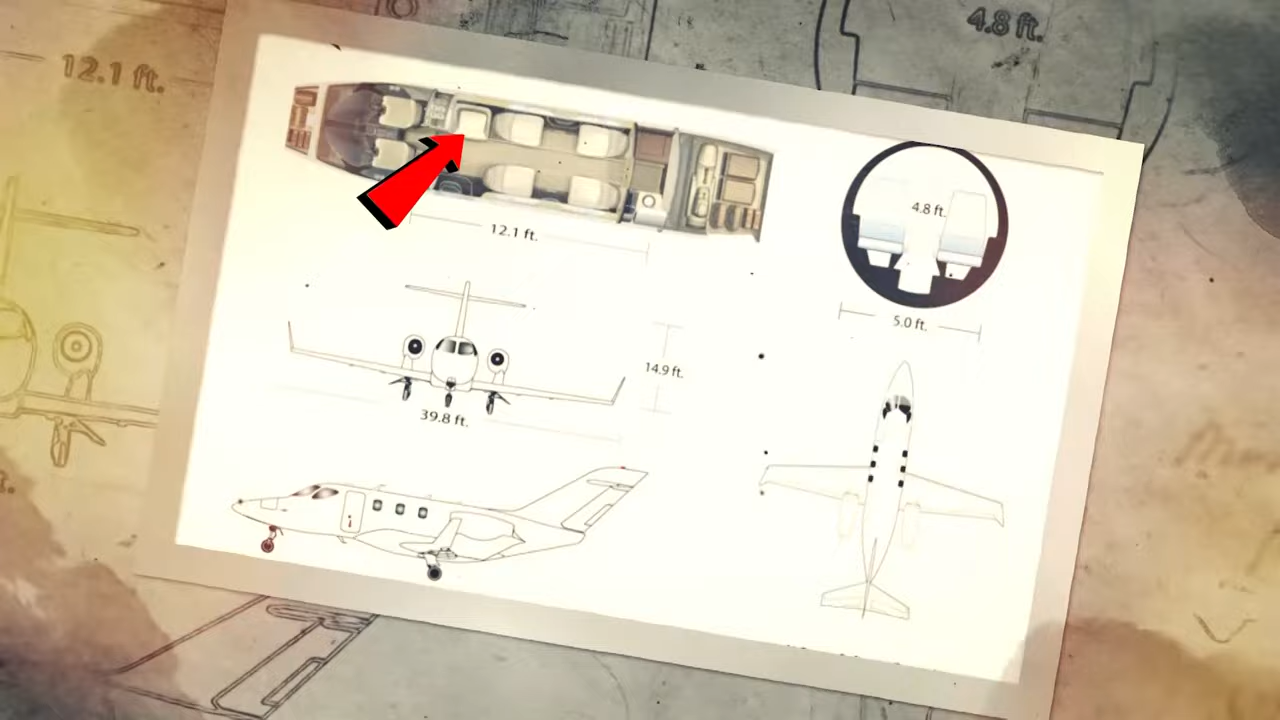 12.1 ft.
4.8 ft.
12.1 ft.
4.8 ft.
5.0 ft.
14.9 ft.
39.8 ft.